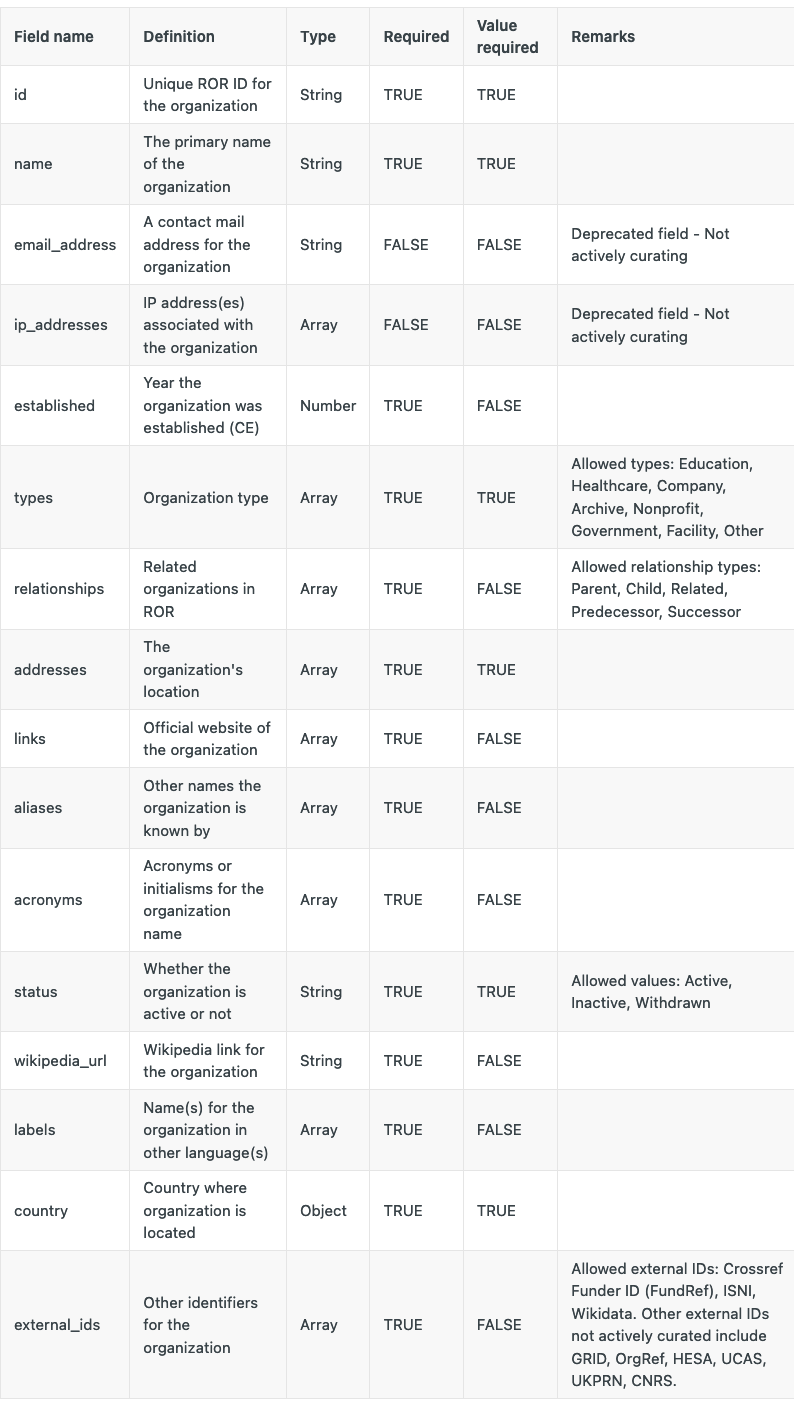 Field name
Definition
Type
Required
Value
required
Remarks
id
Unique ROR ID for
the organization
String
TRUE
TRUE
name
The primary name
of the
organization
String
TRUE
TRUE
email_address
A contact mail
address for the
organization
String
FALSE
FALSE
Deprecated field - Not
actively curating
ip_addresses
IP address(es)
associated with
the organization
Array
FALSE
FALSE
Deprecated field - Not
actively curating
established
Year the
organization was
established (CE)
Number
TRUE
FALSE
types
Organization type
Array
TRUE
TRUE
Allowed types: Education,
Healthcare, Company,
Archive, Nonprofit,
Government, Facility, Other
relationships
Related
organizations in
ROR
Array
TRUE
FALSE
Allowed relationship types:
Parent, Child, Related,
Predecessor, Successor
addresses
The
organization's
location
Array
TRUE
TRUE
links
Official website of
the organization
Array
TRUE
FALSE
aliases
Other names the
organization is
known by
Array
TRUE
FALSE
acronyms
Acronyms or
initialisms for the
organization
name
Array
TRUE
FALSE
status
Whether the
organization is
active or not
String
TRUE
TRUE
Allowed values: Active,
Inactive, Withdrawn
wikipedia_url
Wikipedia link for
the organization
String
TRUE
FALSE
labels
Name(s) for the
organization in
other language(s)
Array
TRUE
FALSE
country
Country where
organization is
located
Object
TRUE
TRUE
external_ids
Other identifiers
for the
organization
Array
TRUE
FALSE
Allowed external IDs: Crossref
Funder ID (FundRef), ISNI,
Wikidata. Other external IDs
not actively curated include
GRID, OrgRef, HESA, UCAS,
UKPRN, CNRS.